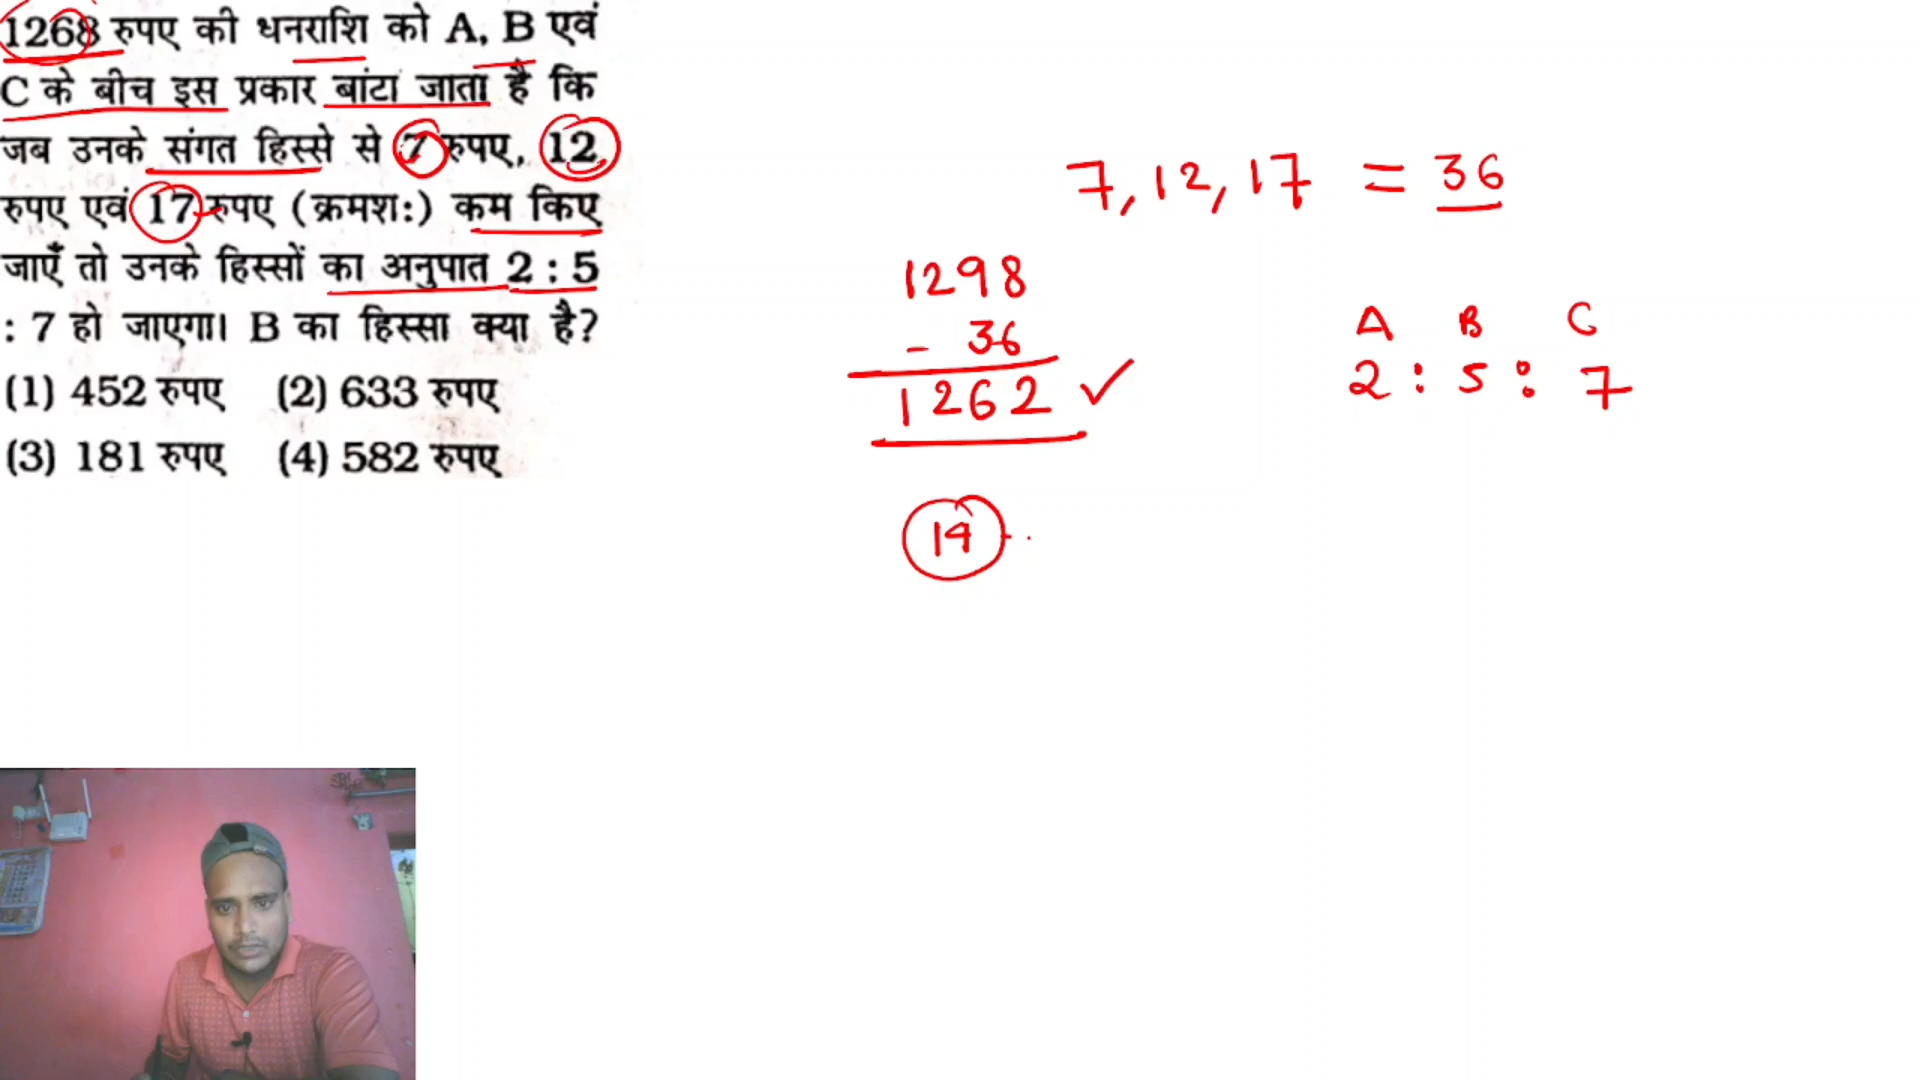 1268 रुपए की धनराशि को A, B एवं
C के बीच इस प्रकार बांटा जाता है कि
जब उनके संगत हिस्से से 7 रुपए, 12
रुपए एवं 17 रुपए (क्रमश:) कम किए
जाएँ तो उनके हिस्सों का अनुपात 2 : 5
: 7 हो जाएगा। B का हिस्सा क्या है?
(1) 452 रुपए (2) 633 रुपए
(3) 181 रुपए (4) 582 रुपए
7, 12, 17 = 36
1298
- 36
1262 ✓
14
A B C
2 : 5 : 7